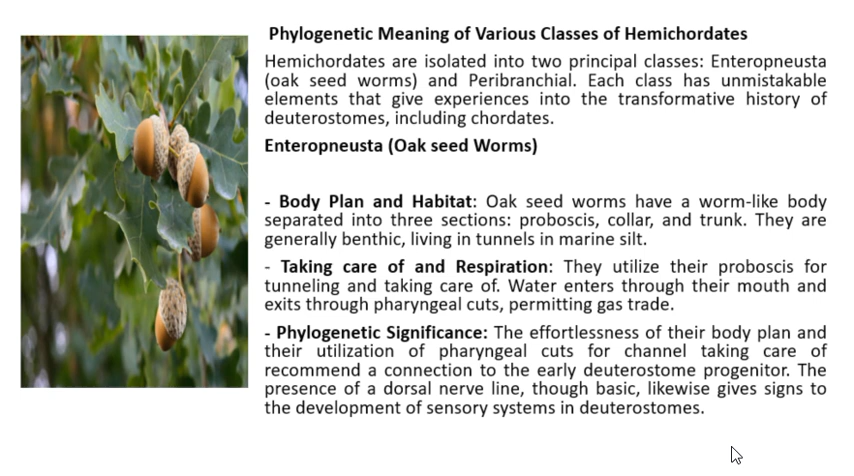 Phylogenetic Meaning of Various Classes of Hemichordates
Hemichordates are isolated into two principal classes: Enteropneusta
(oak seed worms) and Peribranchial. Each class has unmistakable
elements that give experiences into the transformative history of
deuterostomes, including chordates.
Enteropneusta (Oak seed Worms)
- Body Plan and Habitat: Oak seed worms have a worm-like body
separated into three sections: proboscis, collar, and trunk. They are
generally benthic, living in tunnels in marine silt.
- Taking care of and Respiration: They utilize their proboscis for
tunneling and taking care of. Water enters through their mouth and
exits through pharyngeal cuts, permitting gas trade.
- Phylogenetic Significance: The effortlessness of their body plan and
their utilization of pharyngeal cuts for channel taking care of
recommend a connection to the early deuterostome progenitor. The
presence of a dorsal nerve line, though basic, likewise gives signs to
the development of sensory systems in deuterostomes.